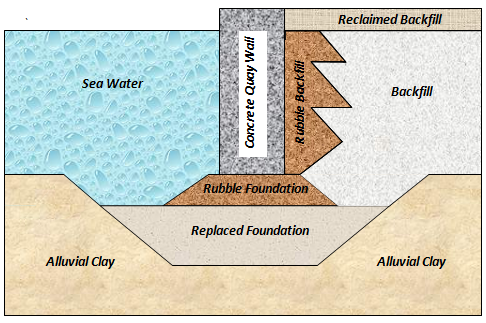 Reclaimed Backfill
Sea Water
Concrete Quay Wall
Rubble Backfill
Backfill
Rubble Foundation
Replaced Foundation
Alluvial Clay
Alluvial Clay